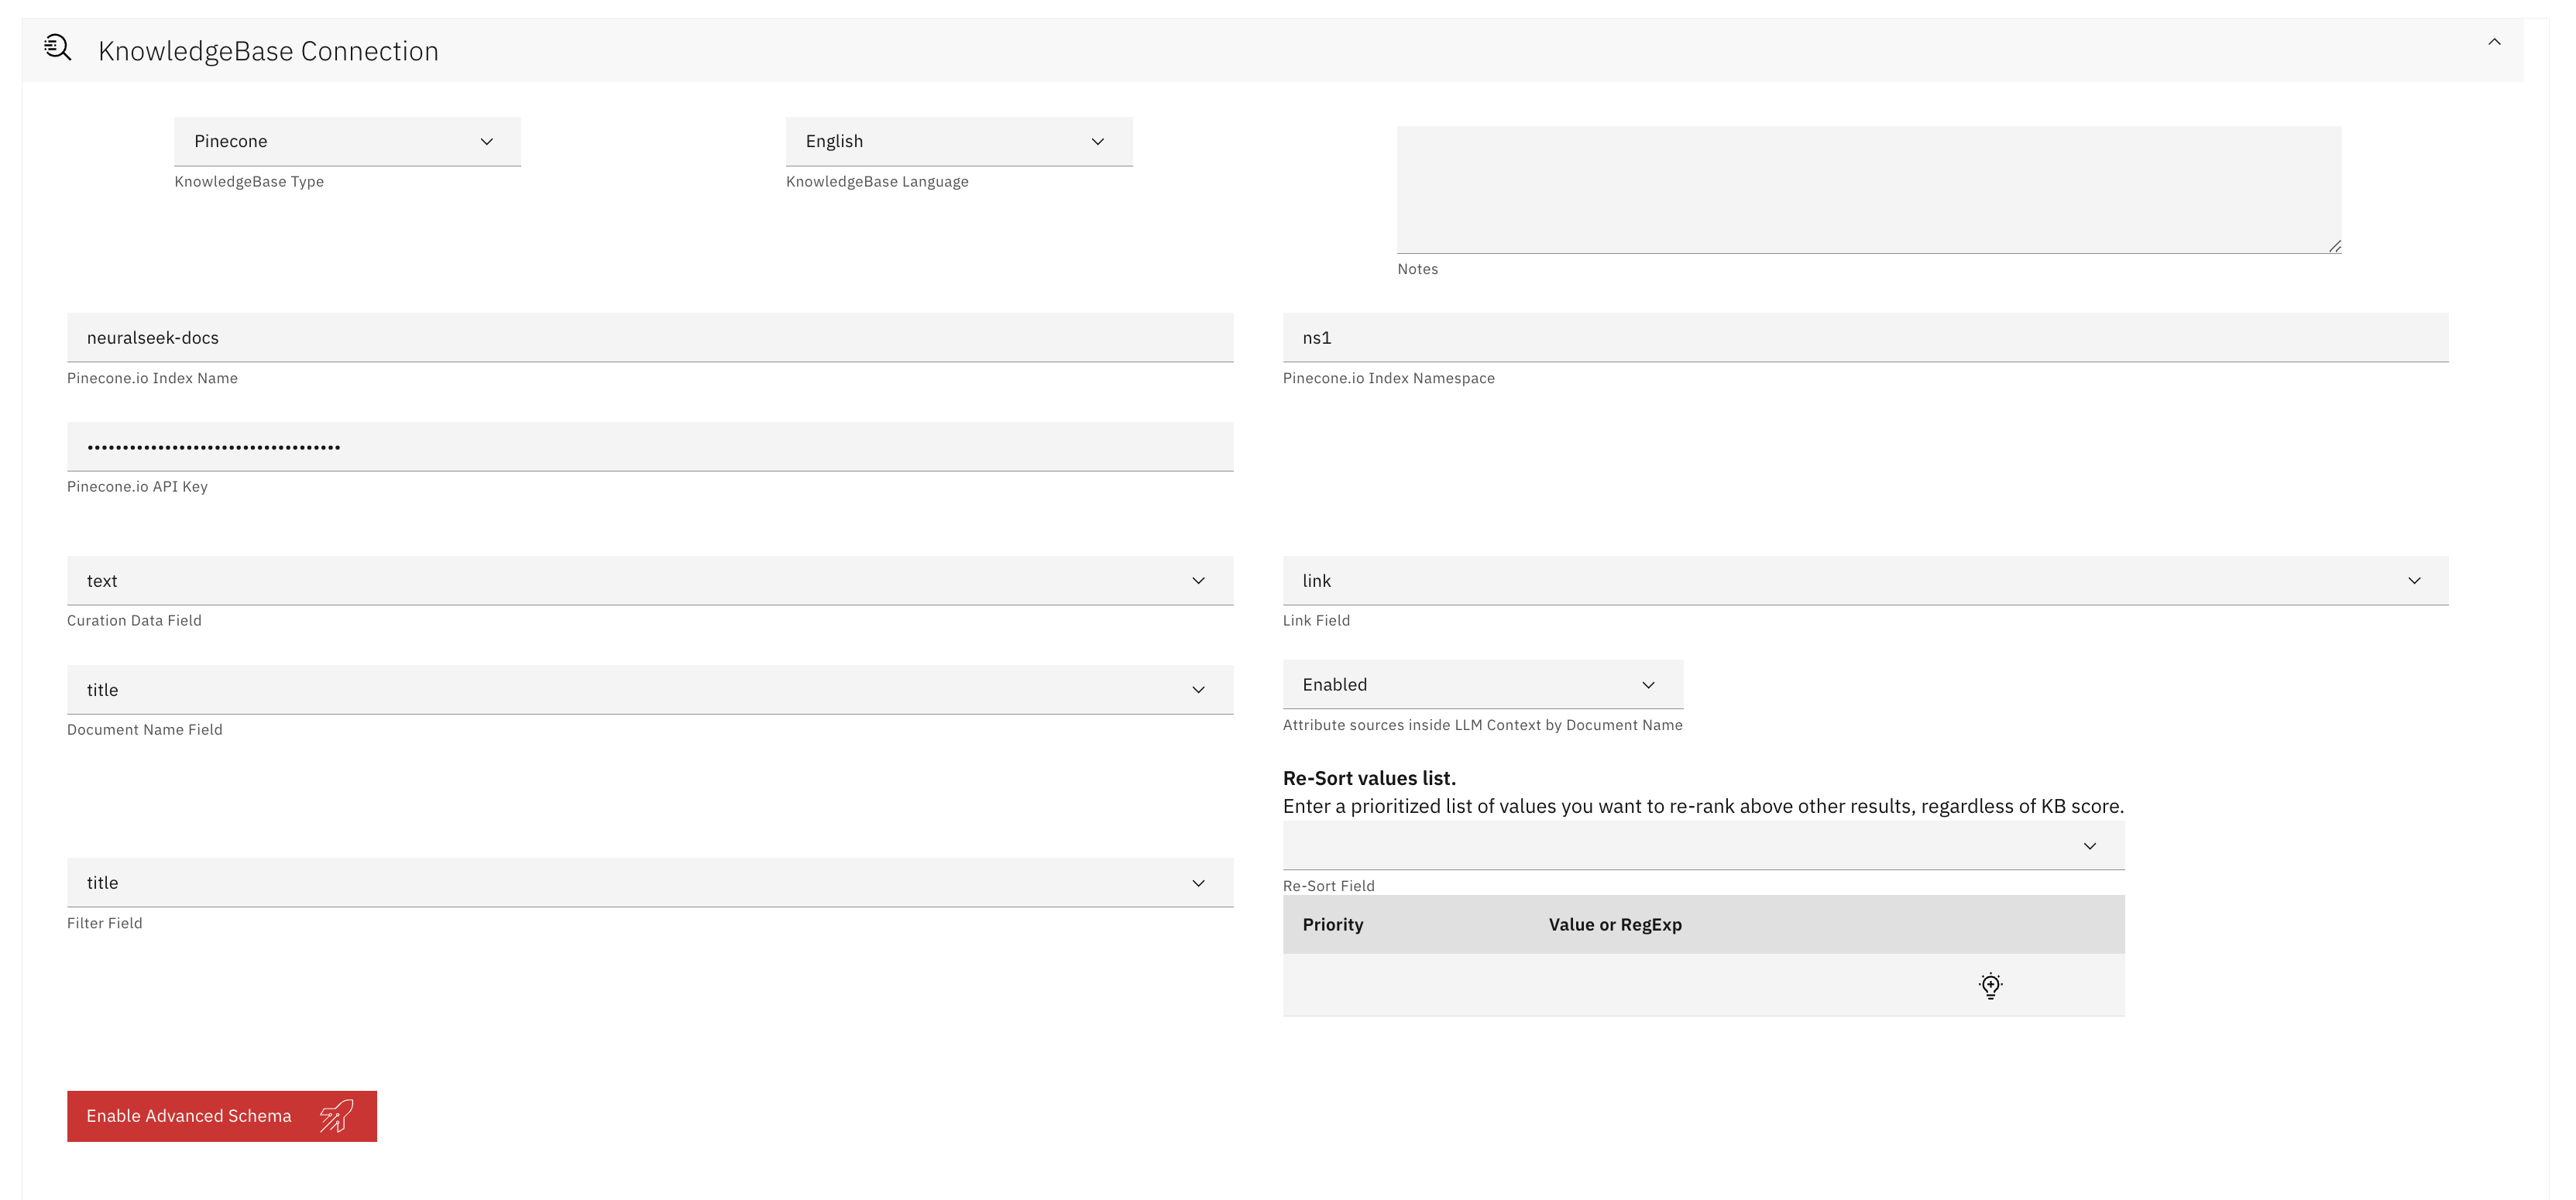 KnowledgeBase Connection
Pinecone
English
KnowledgeBase Type
KnowledgeBase Language
Notes
neuralseek-docs
ns1
Pinecone.io Index Name
Pinecone.io Index Namespace
••••••••••••••••••••••••••••••••••••
Pinecone.io API Key
text
link
Curation Data Field
Link Field
title
Enabled
Document Name Field
Attribute sources inside LLM Context by Document Name
Re-Sort values list.
Enter a prioritized list of values you want to re-rank above other results, regardless of KB score.
title
Re-Sort Field
Filter Field
Priority
Value or RegExp
Enable Advanced Schema